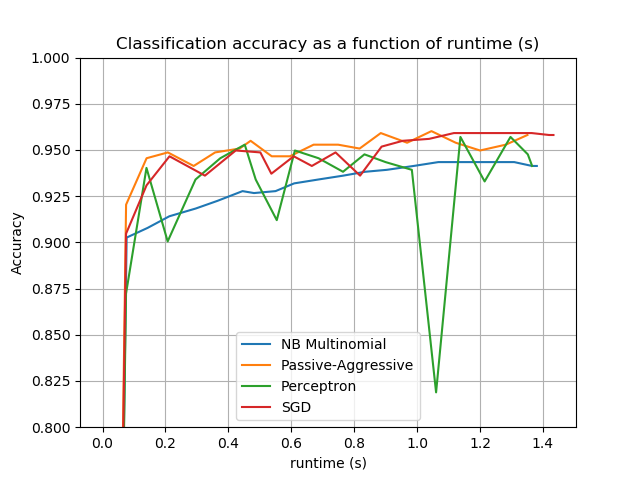 Classification accuracy as a function of runtime (s)
1.000
0.975
0.950
0.925
0.900
0.875
0.850
0.825
0.800
Accuracy
NB Multinomial
Passive-Aggressive
Perceptron
SGD
0.0 0.2 0.4 0.6 0.8 1.0 1.2 1.4
runtime (s)